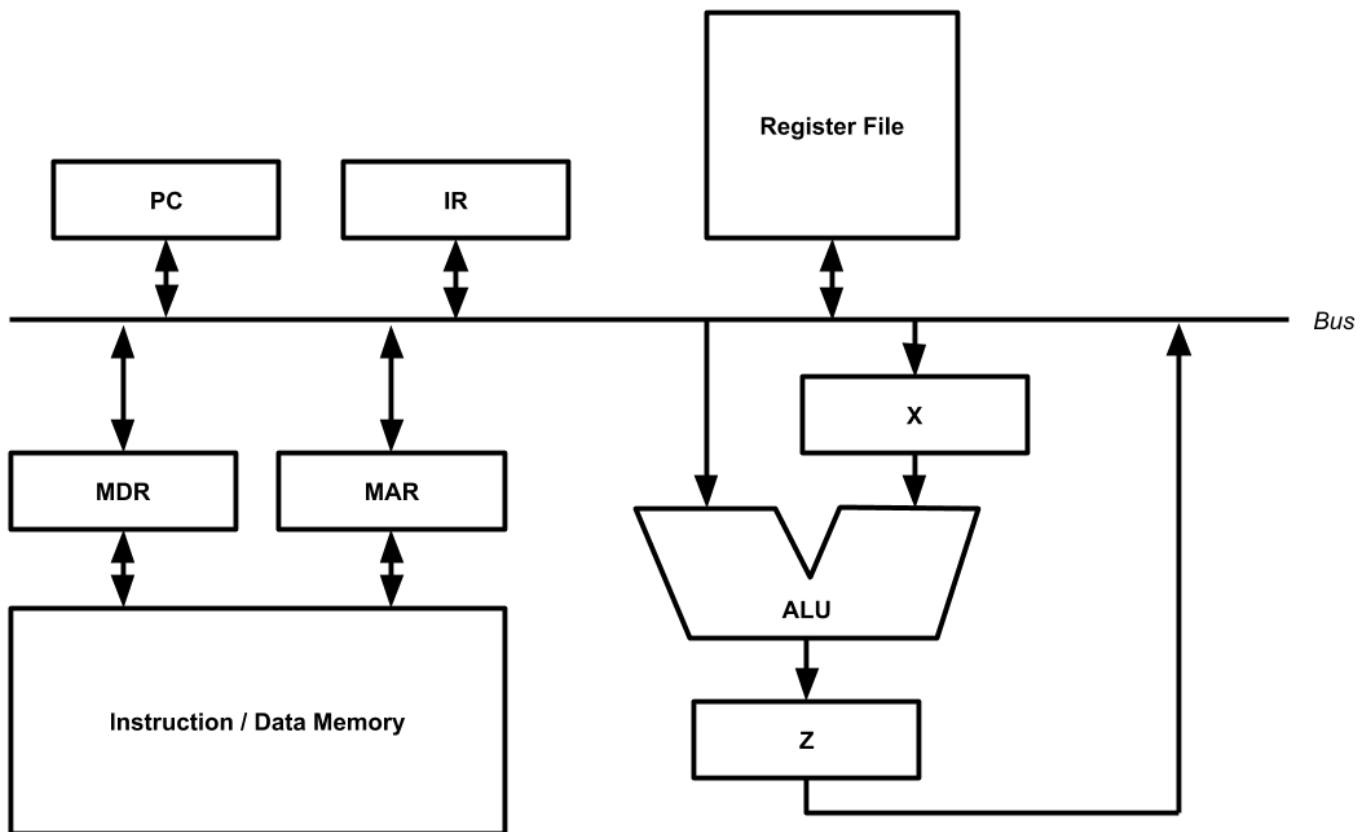 Register File
PC
IR
Bus
X
MDR
MAR
ALU
Instruction / Data Memory
Z